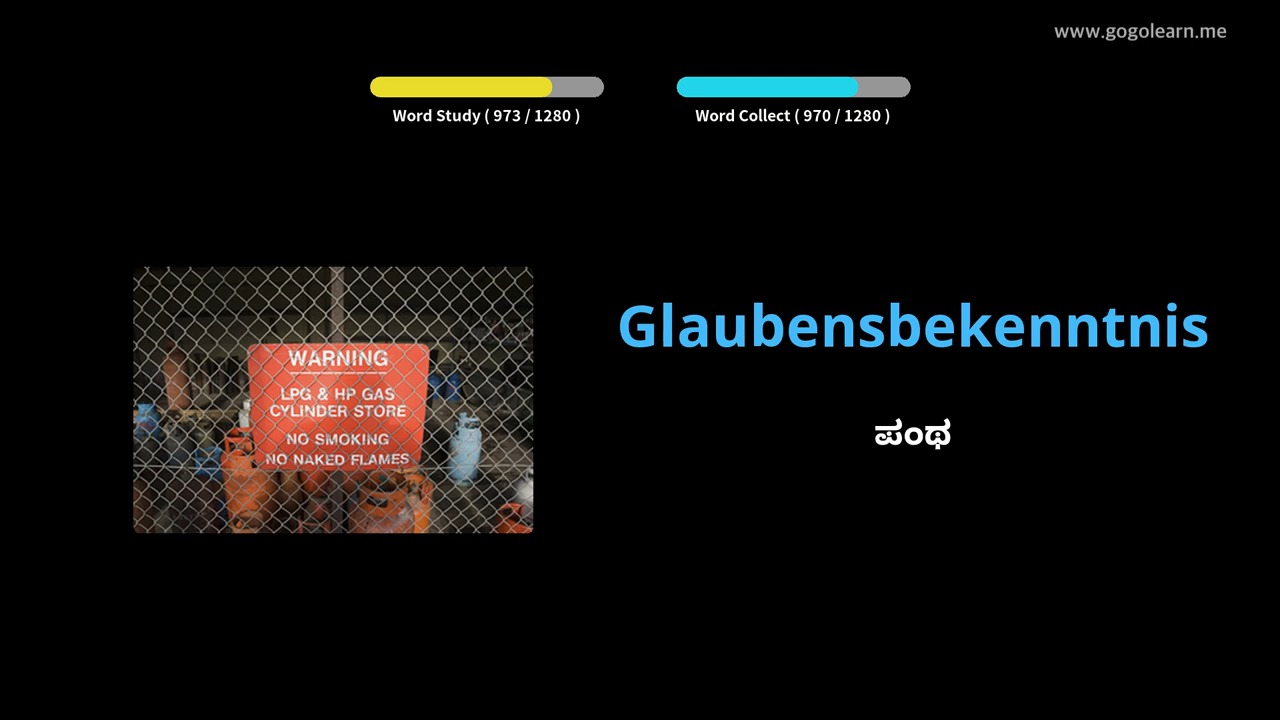 www.gogolearn.me
Word Study ( 973 / 1280 )
Word Collect ( 970 / 1280 )
WARNING
LPG & HP GAS
CYLINDER STORE
NO SMOKING
NO NAKED FLAMES
Glaubensbekenntnis
ಪಂಥ